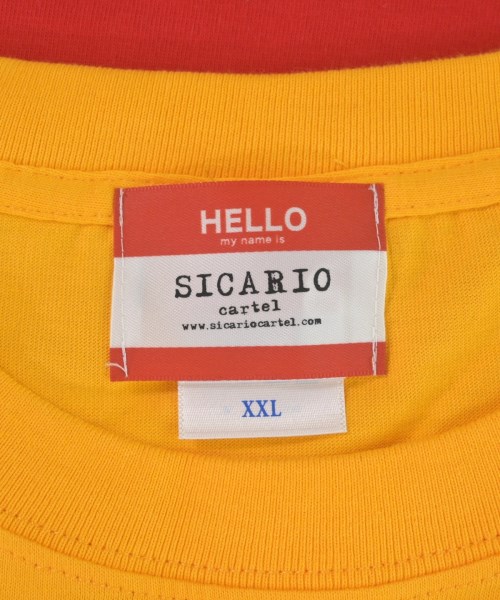 HELLO
my name is
SICARIO
cartel
www.sicariocartel.com
XXL